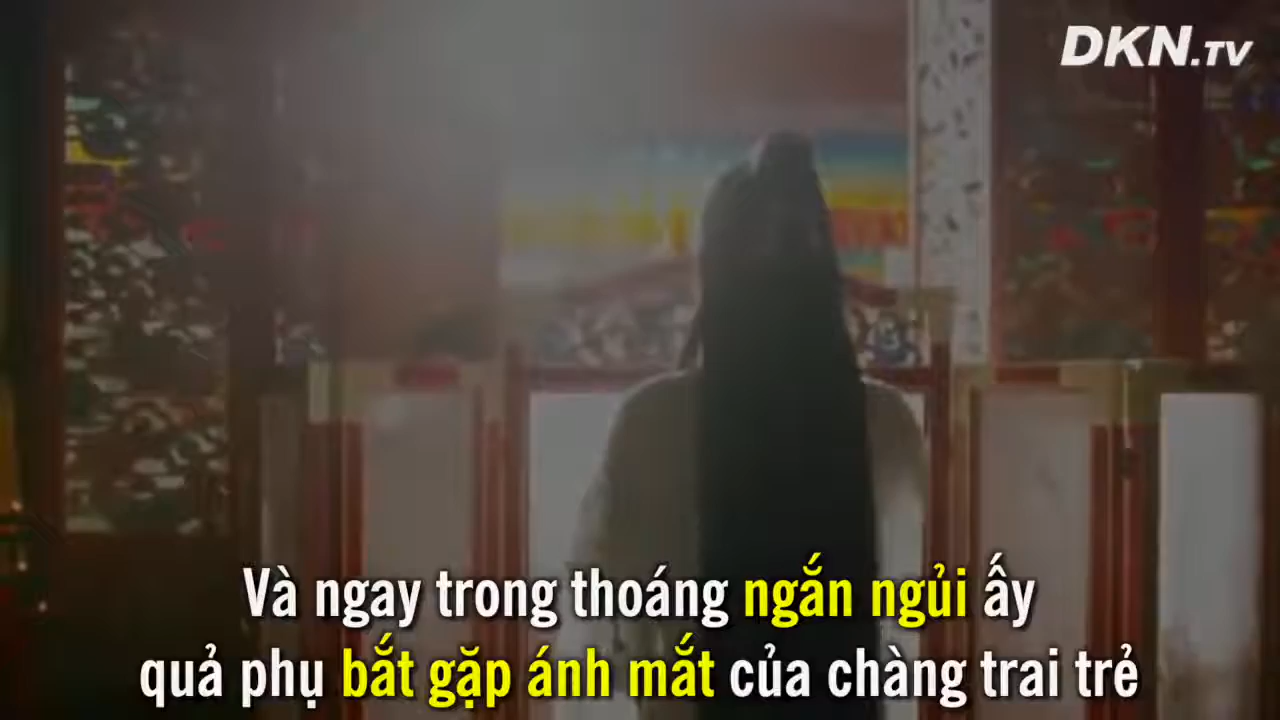 DKN.TV
Và ngay trong thoáng ngắn ngủi ấy
quả phụ bắt gặp ánh mắt của chàng trai trẻ